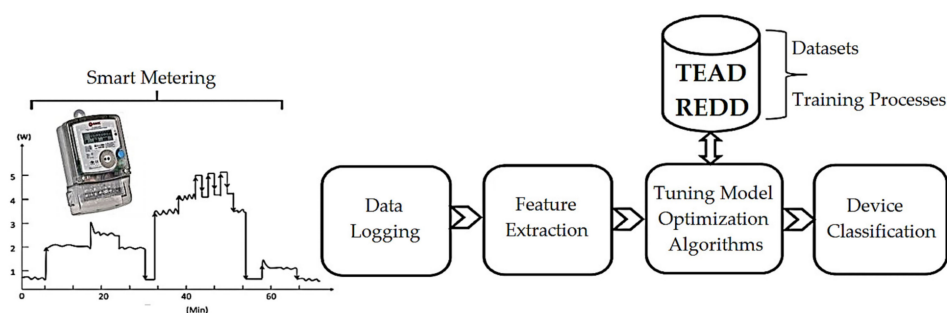 Smart Metering
(W)
5
4
3
2
1
20
40
60
(Min)
Data
Logging
Feature
Extraction
TEAD
REDD
Datasets
Training Processes
Tuning Model
Optimization
Algorithms
Device
Classification